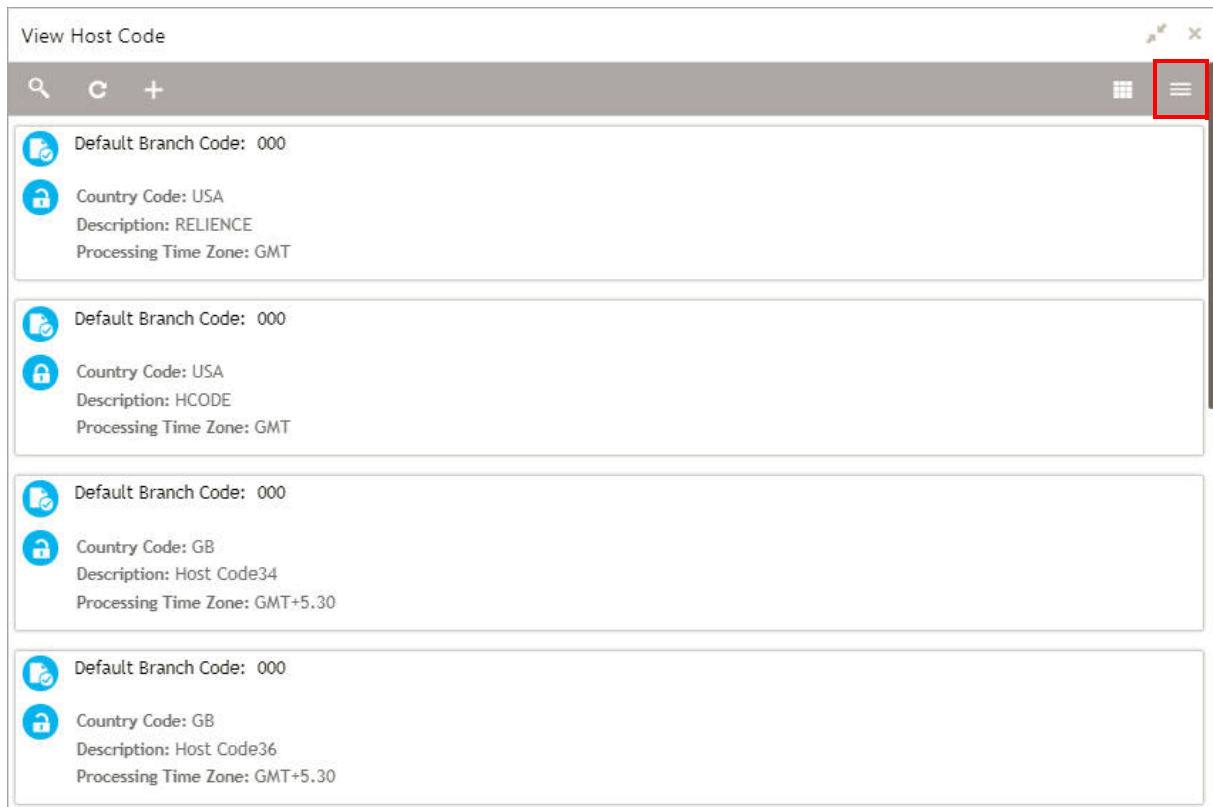 View Host Code
Default Branch Code: 000
Country Code: USA
Description: RELIENCE
Processing Time Zone: GMT
Default Branch Code: 000
Country Code: USA
Description: HCODE
Processing Time Zone: GMT
Default Branch Code: 000
Country Code: GB
Description: Host Code34
Processing Time Zone: GMT+5.30
Default Branch Code: 000
Country Code: GB
Description: Host Code36
Processing Time Zone: GMT+5.30